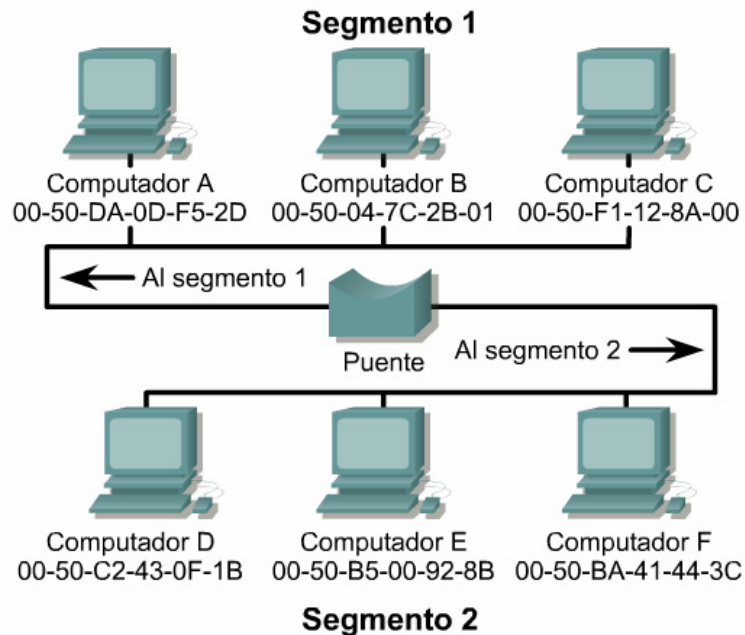 Segmento 1
Computador A
00-50-DA-0D-F5-2D
Computador B
00-50-04-7C-2B-01
Computador C
00-50-F1-12-8A-00
Al segmento 1
Puente
Al segmento 2
Computador D
00-50-C2-43-0F-1B
Computador E
00-50-B5-00-92-8B
Computador F
00-50-BA-41-44-3C
Segmento 2